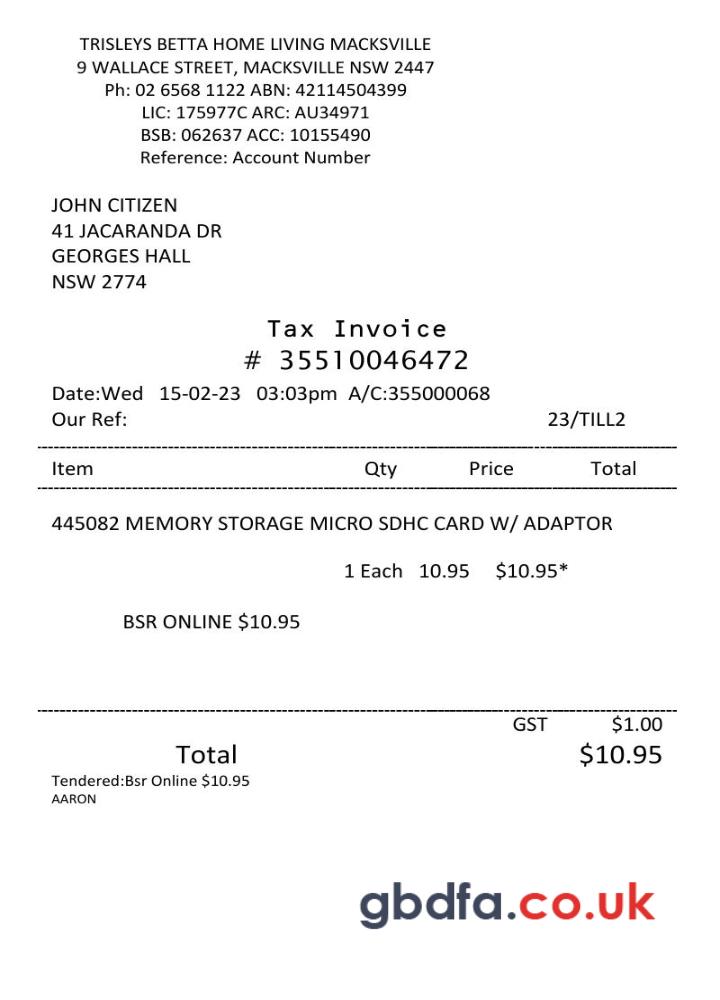 TRISLEYS BETTA HOME LIVING MACKSVILLE
9 WALLACE STREET, MACKSVILLE NSW 2447
Ph: 02 6568 1122 ABN: 42114504399
LIC: 175977C ARC: AU34971
BSB: 062637 ACC: 10155490
Reference: Account Number
JOHN CITIZEN
41 JACARANDA DR
GEORGES HALL
NSW 2774
Tax Invoice
# 35510046472
Date:Wed 15-02-23 03:03pm A/C:355000068
Our Ref: 23/TILL2
Item Qty Price Total
445082 MEMORY STORAGE MICRO SDHC CARD W/ ADAPTOR
1 Each 10.95 $10.95*
BSR ONLINE $10.95
GST $1.00
Total $10.95
Tendered:Bsr Online $10.95
AARON
gbdfa.co.uk